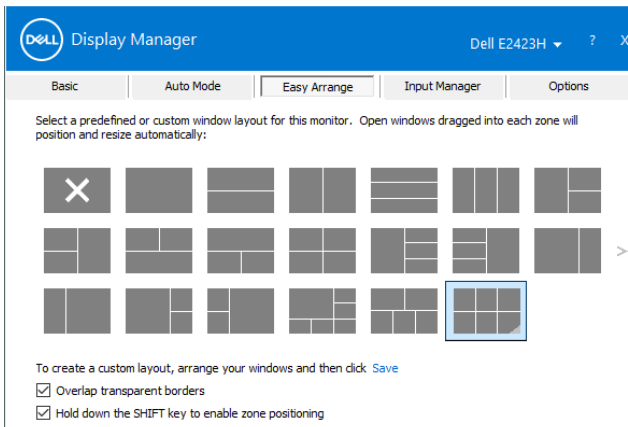 DELL Display Manager Dell E2423H ? X
Basic Auto Mode Easy Arrange Input Manager Options
Select a predefined or custom window layout for this monitor. Open windows dragged into each zone will
position and resize automatically:
To create a custom layout, arrange your windows and then click Save
Overlap transparent borders
Hold down the SHIFT key to enable zone positioning